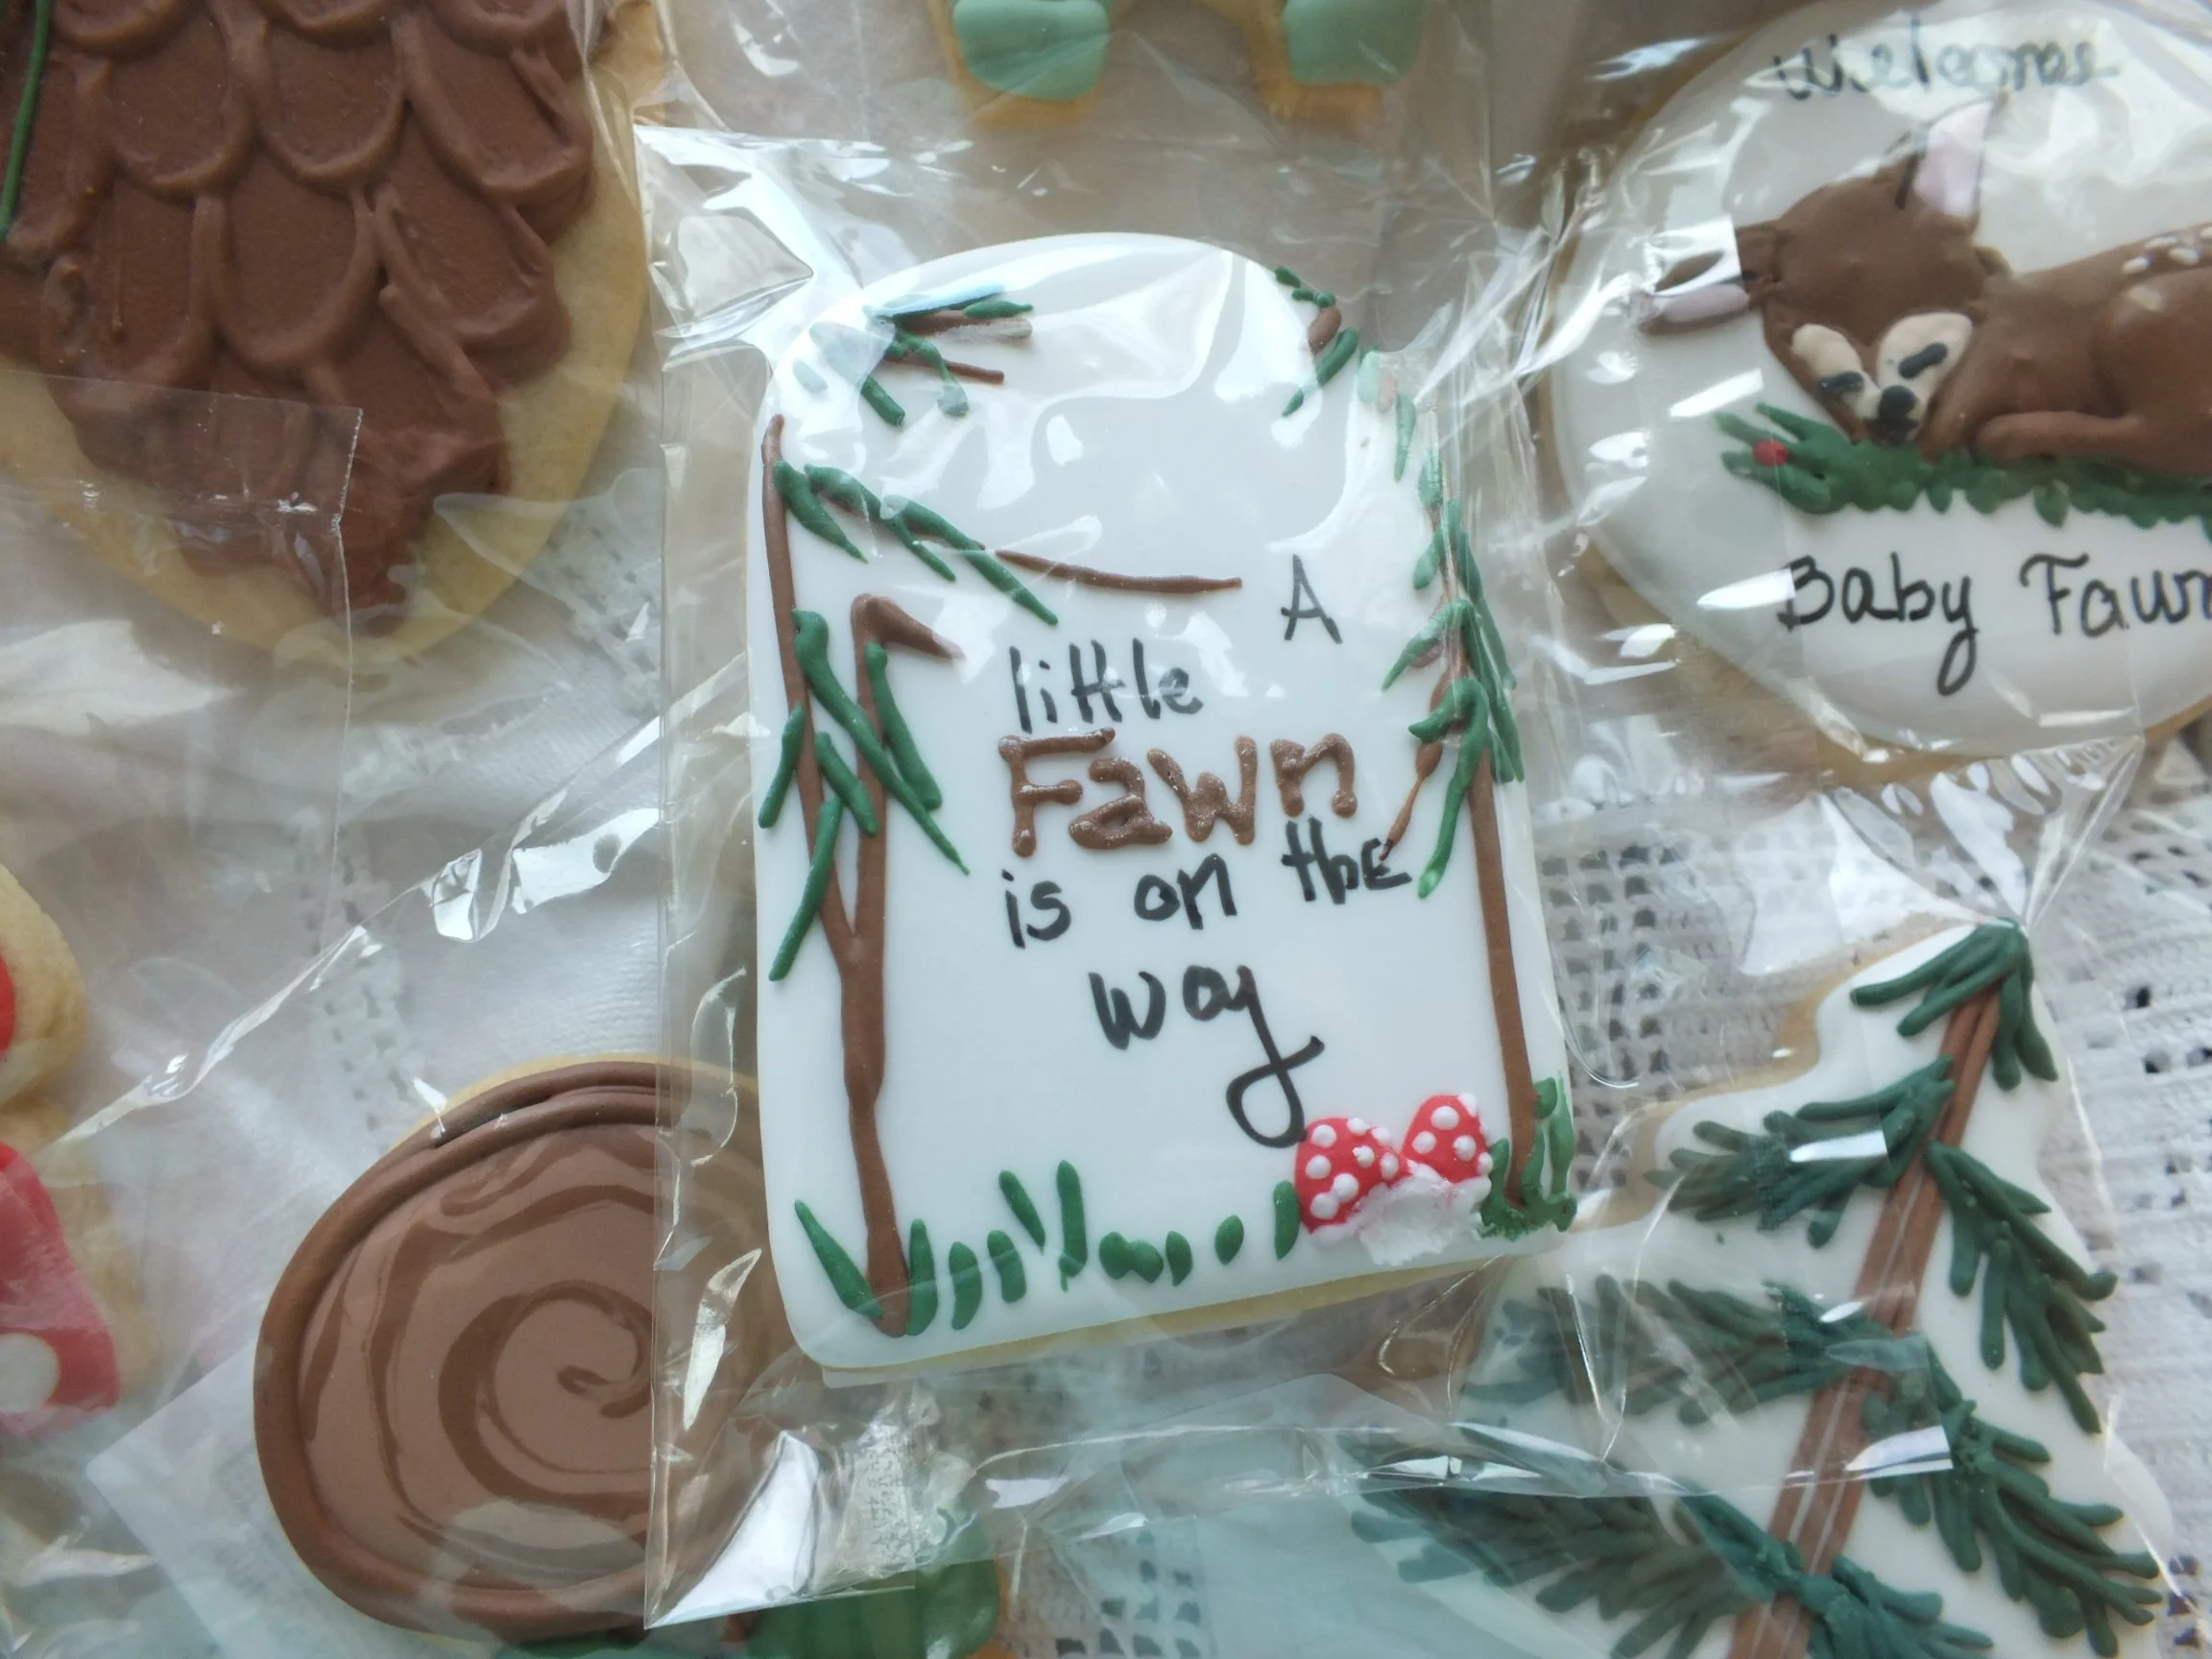 A
little
Fawn
is on the
way
Welcome
Baby Fawn